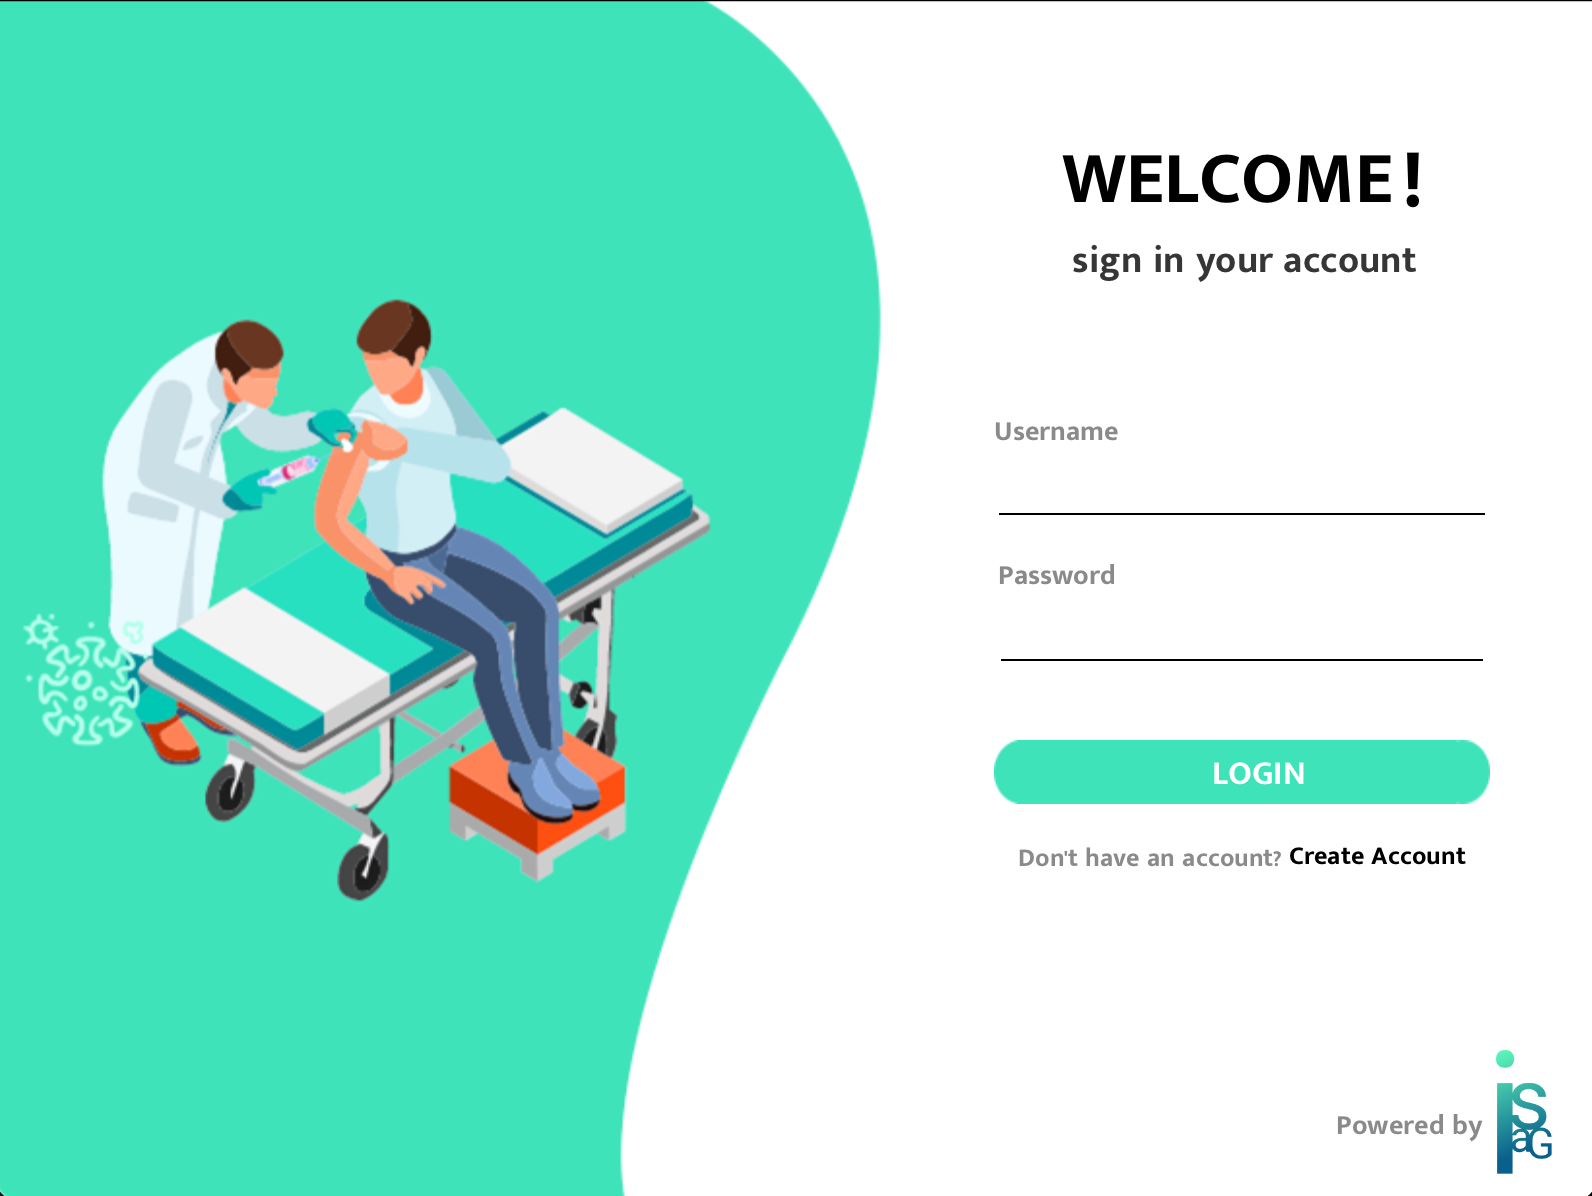 WELCOME!
sign in your account
Username
Password
LOGIN
Don't have an account? Create Account
Powered by
isaG